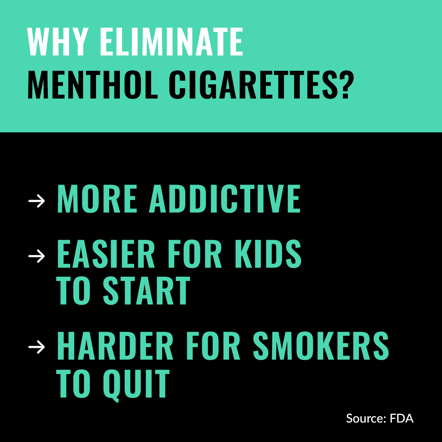 WHY ELIMINATE
MENTHOL CIGARETTES?
→ MORE ADDICTIVE
→ EASIER FOR KIDS
TO START
→ HARDER FOR SMOKERS
TO QUIT
Source: FDA